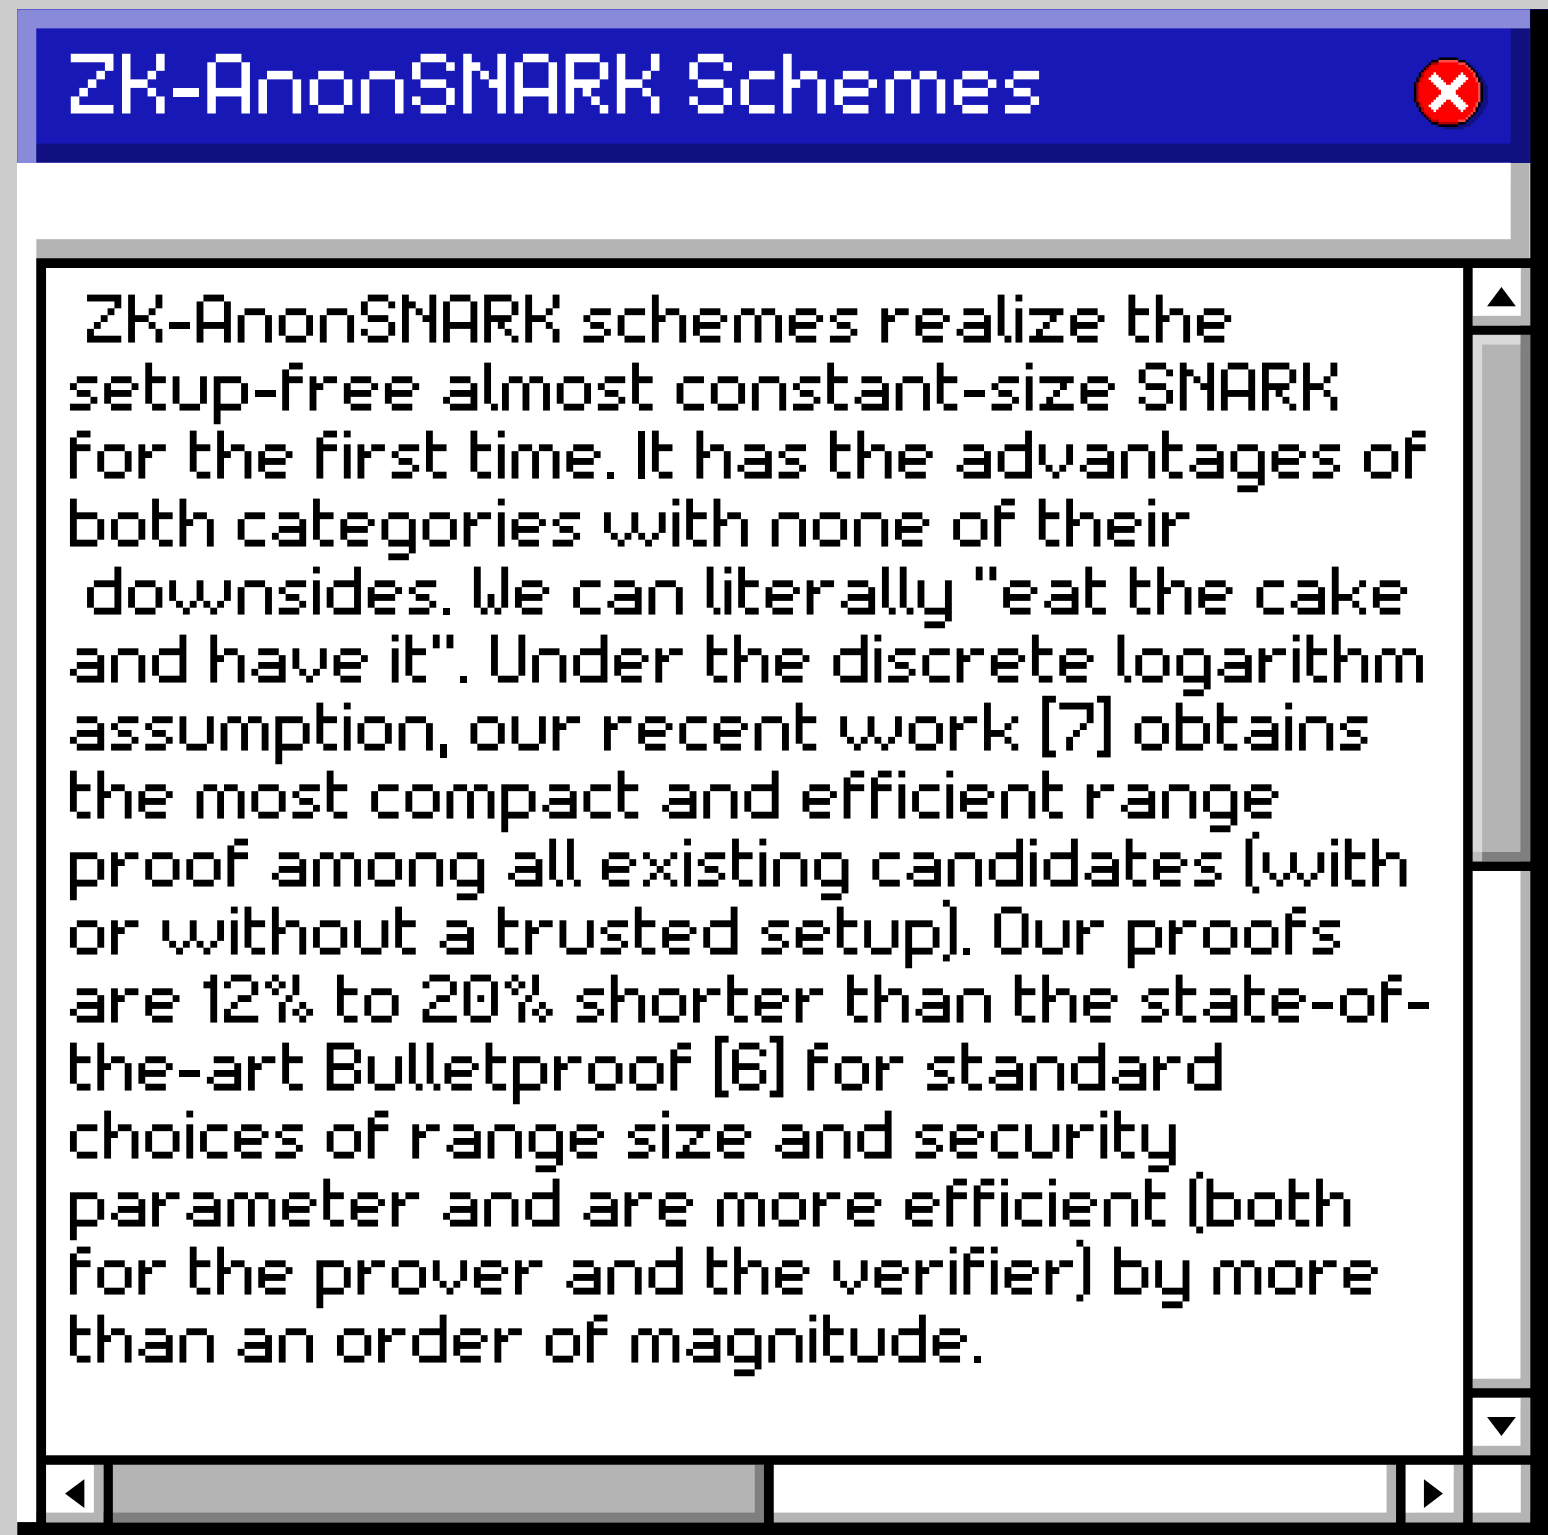 ZK-AnonSNARK Schemes
ZK-AnonSNARK schemes realize the
setup-free almost constant-size SNARK
for the first time. It has the advantages of
both categories with none of their
downsides. We can literally "eat the cake
and have it". Under the discrete logarithm
assumption, our recent work [7] obtains
the most compact and efficient range
proof among all existing candidates (with
or without a trusted setup). Our proofs
are 12% to 20% shorter than the state-of-
the-art Bulletproof [6] for standard
choices of range size and security
parameter and are more efficient (both
for the prover and the verifier) by more
than an order of magnitude.